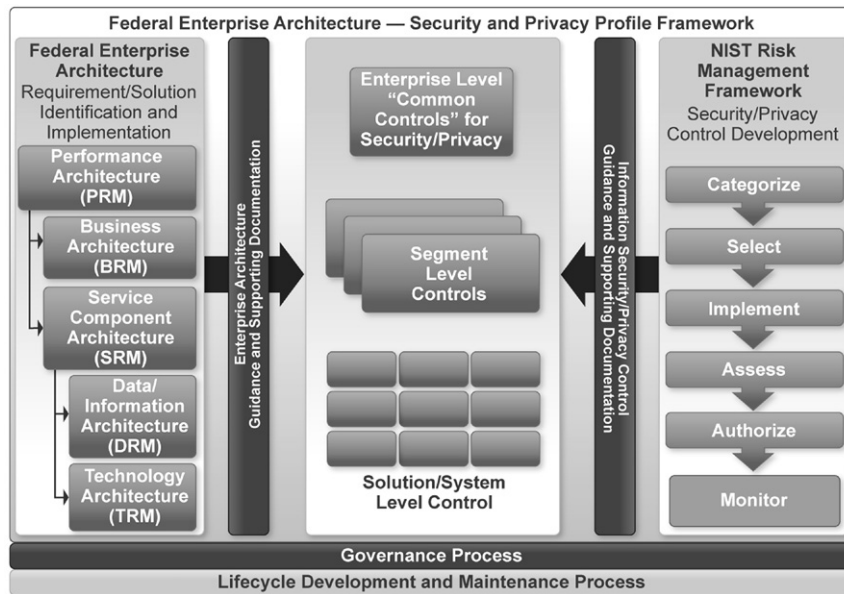 Federal Enterprise Architecture — Security and Privacy Profile Framework
Federal Enterprise
Architecture
Requirement/Solution
Identification and
Implementation
Performance
Architecture
(PRM)
Business
Architecture
(BRM)
Service
Component
Architecture
(SRM)
Data/
Information
Architecture
(DRM)
Technology
Architecture
(TRM)
Enterprise Architecture
Guidance and Supporting Documentation
Enterprise Level
“Common
Controls” for
Security/Privacy
Segment
Level
Controls
Solution/System
Level Control
Information Security/Privacy Control
Guidance and Supporting Documentation
NIST Risk
Management
Framework
Security/Privacy
Control Development
Categorize
Select
Implement
Assess
Authorize
Monitor
Governance Process
Lifecycle Development and Maintenance Process